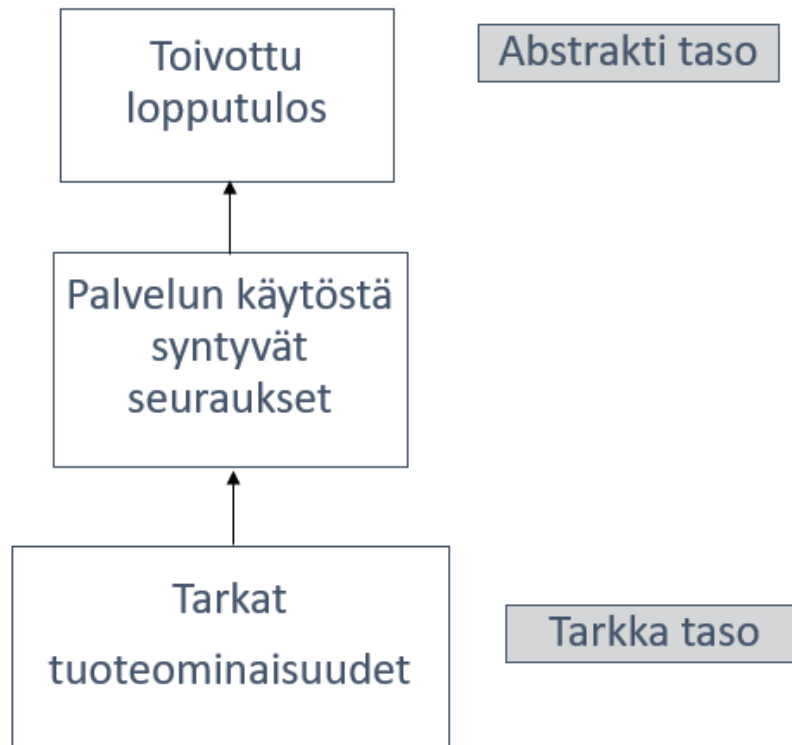 Toivottu
lopputulos
Abstrakti taso
Palvelun käytöstä
syntyvät
seuraukset
Tarkat
tuoteominaisuudet
Tarkka taso